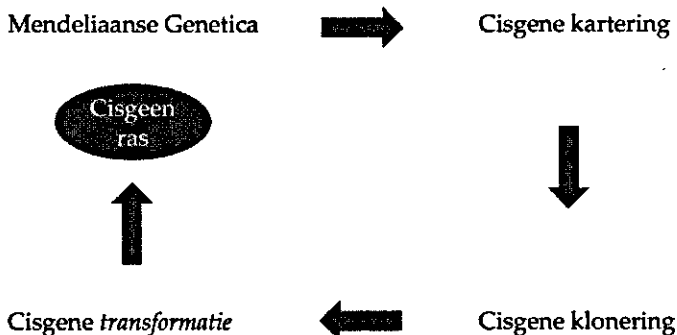 Mendeliaanse Genetica
Cisgene kartering
Cisgeen
ras
Cisgene transformatie
Cisgene klonering